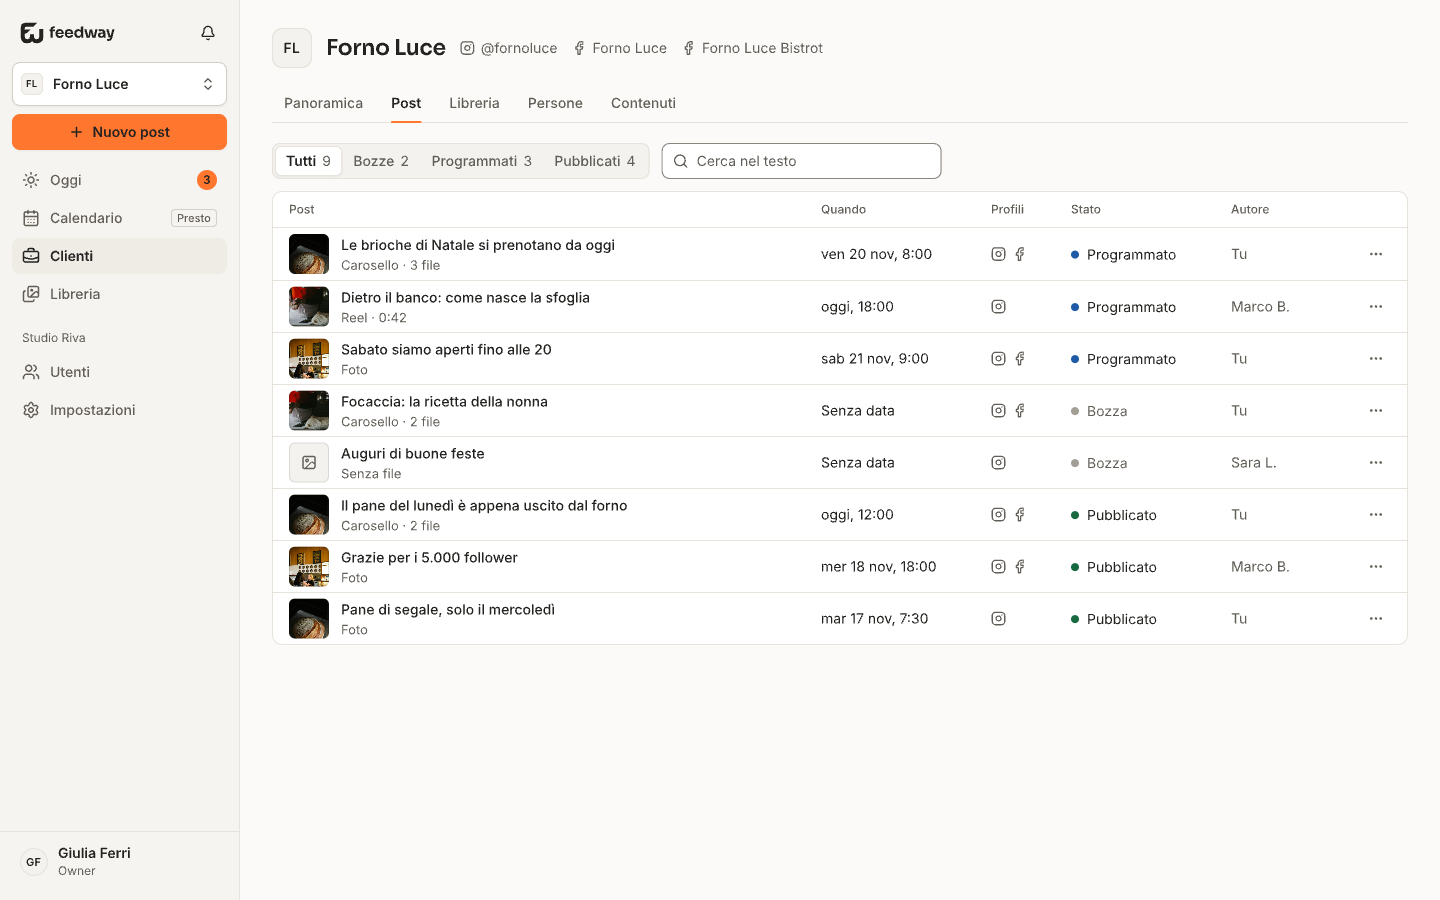 feedway
FL Forno Luce
+ Nuovo post
Oggi 3
Calendario Presto
Clienti
Libreria
Studio Riva
Utenti
Impostazioni
GF Giulia Ferri
Owner
FL Forno Luce @fornoluce Forno Luce Forno Luce Bistrot
Panoramica Post Libreria Persone Contenuti
Tutti 9 Bozze 2 Programmati 3 Pubblicati 4 Cerca nel testo
Post Quando Profili Stato Autore
Le brioche di Natale si prenotano da oggi
Carosello · 3 file
ven 20 nov, 8:00 Programmato Tu
Dietro il banco: come nasce la sfoglia
Reel · 0:42
oggi, 18:00 Programmato Marco B.
Sabato siamo aperti fino alle 20
Foto
sab 21 nov, 9:00 Programmato Tu
Focaccia: la ricetta della nonna
Carosello · 2 file
Senza data Bozza Tu
Auguri di buone feste
Senza file
Senza data Bozza Sara L.
Il pane del lunedì è appena uscito dal forno
Carosello · 2 file
oggi, 12:00 Pubblicato Tu
Grazie per i 5.000 follower
Foto
mer 18 nov, 18:00 Pubblicato Marco B.
Pane di segale, solo il mercoledì
Foto
mar 17 nov, 7:30 Pubblicato Tu